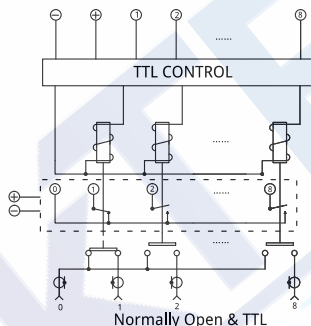 − + 1 2 8
......
TTL CONTROL
......
0 1 2 8
+
−
......
......
0 1 2 8
Normally Open & TTL